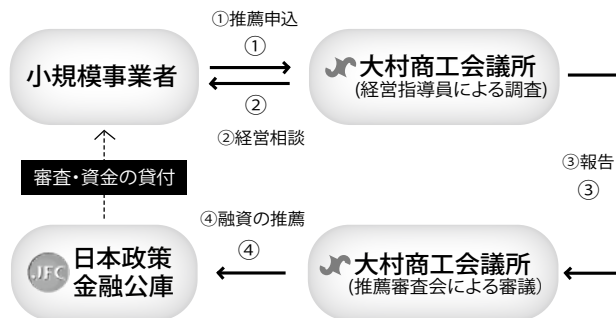 ①推薦申込
①
小規模事業者
大村商工会議所
(経営指導員による調査)
②
②経営相談
③報告
③
審査・資金の貸付
④融資の推薦
④
JFC
日本政策
金融公庫
大村商工会議所
(推薦審査会による審議)